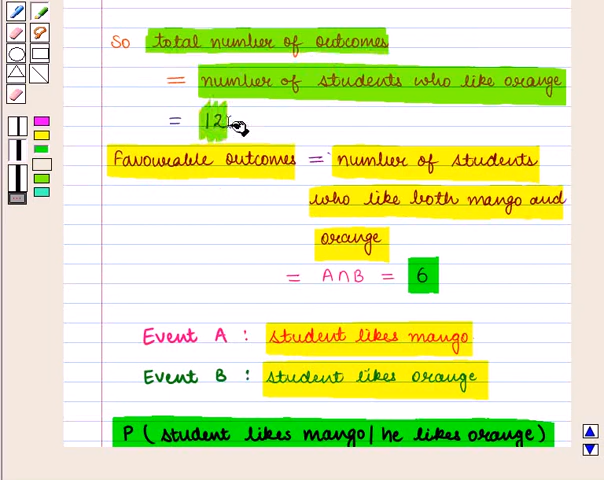 So total number of outcomes
= number of students who like orange
= 12
Favourable outcomes = number of students
who like both mango and
orange
= A∩B = 6
Event A : student likes mango
Event B : student likes orange
P ( student likes mango | he likes orange )